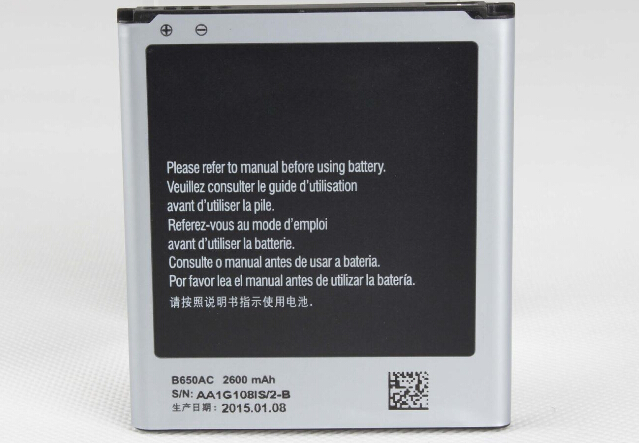 Please refer to manual before using battery.
Veuillez consulter le guide d'utilisation
avant d'utiliser la pile.
Referez-vous au mode d'emploi
avant d'utiliser la batterie.
Consulte o manual antes de usar a bateria.
Por favor lea el manual antes de utilizar la batería.
请按照说明书指示使用电池.
B650AC 2600 mAh
S/N: AA1G108IS/2-B
生产日期: 2015.01.08